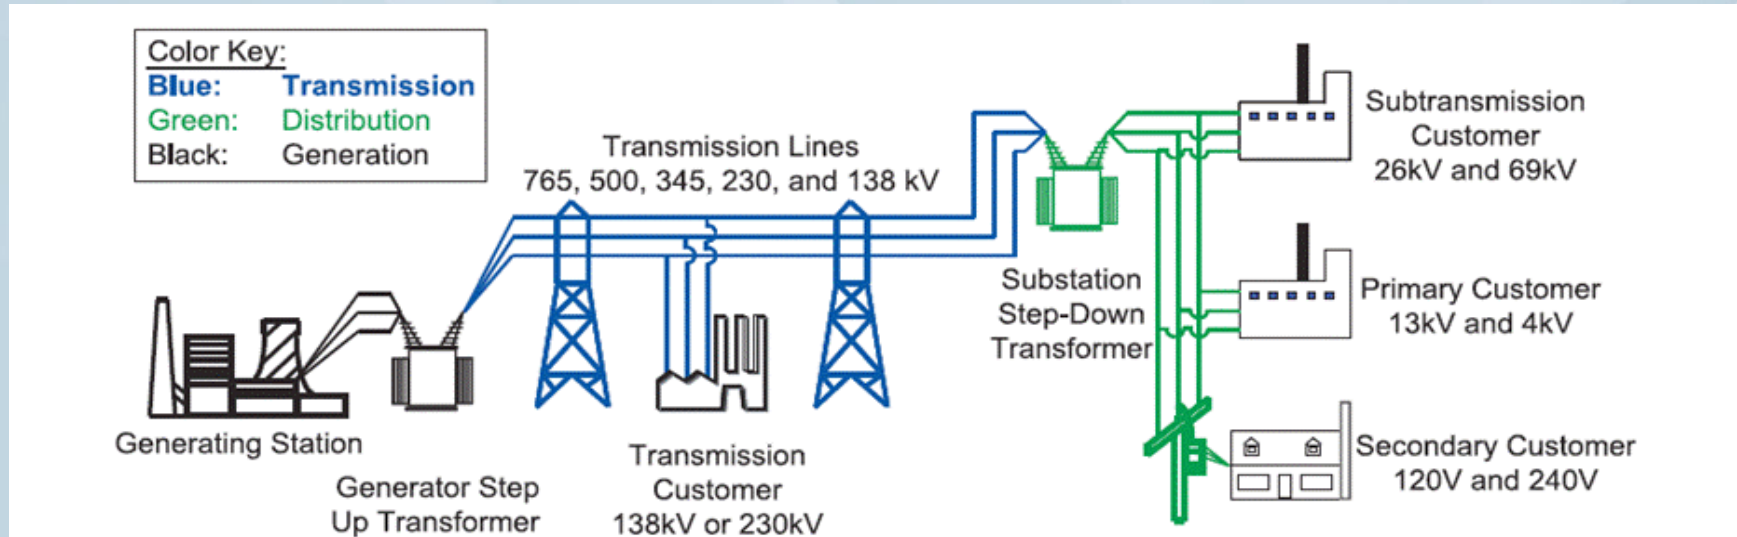 Color Key:
Blue: Transmission
Green: Distribution
Black: Generation
Transmission Lines
765, 500, 345, 230, and 138 kV
Subtransmission
Customer
26kV and 69kV
Substation
Step-Down
Transformer
Primary Customer
13kV and 4kV
Generating Station
Generator Step
Up Transformer
Transmission
Customer
138kV or 230kV
Secondary Customer
120V and 240V